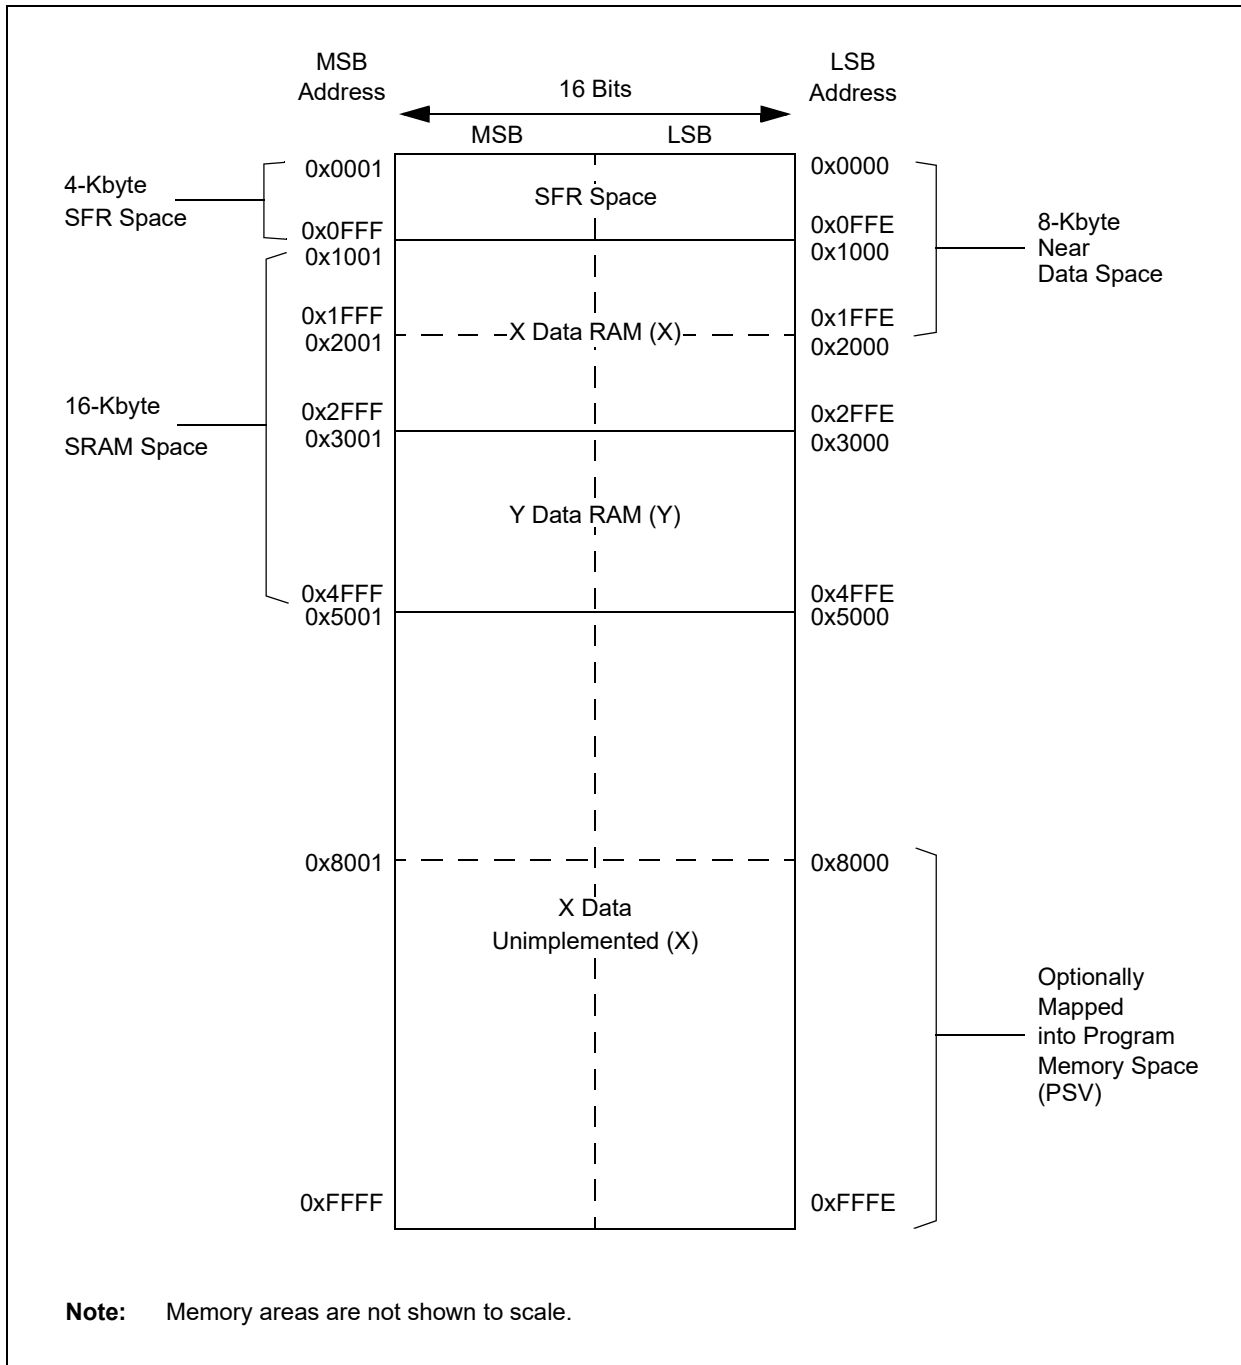 MSB
Address
LSB
Address
16 Bits
MSB
LSB
0x0001
0x0000
4-Kbyte
SFR Space
SFR Space
0x0FFF
0x0FFE
0x1001
0x1000
8-Kbyte
Near
Data Space
0x1FFF
0x1FFE
X Data RAM (X)
0x2001
0x2000
16-Kbyte
SRAM Space
0x2FFF
0x2FFE
0x3001
0x3000
Y Data RAM (Y)
0x4FFF
0x4FFE
0x5001
0x5000
0x8001
0x8000
X Data
Unimplemented (X)
Optionally
Mapped
into Program
Memory Space
(PSV)
0xFFFF
0xFFFE
Note: Memory areas are not shown to scale.